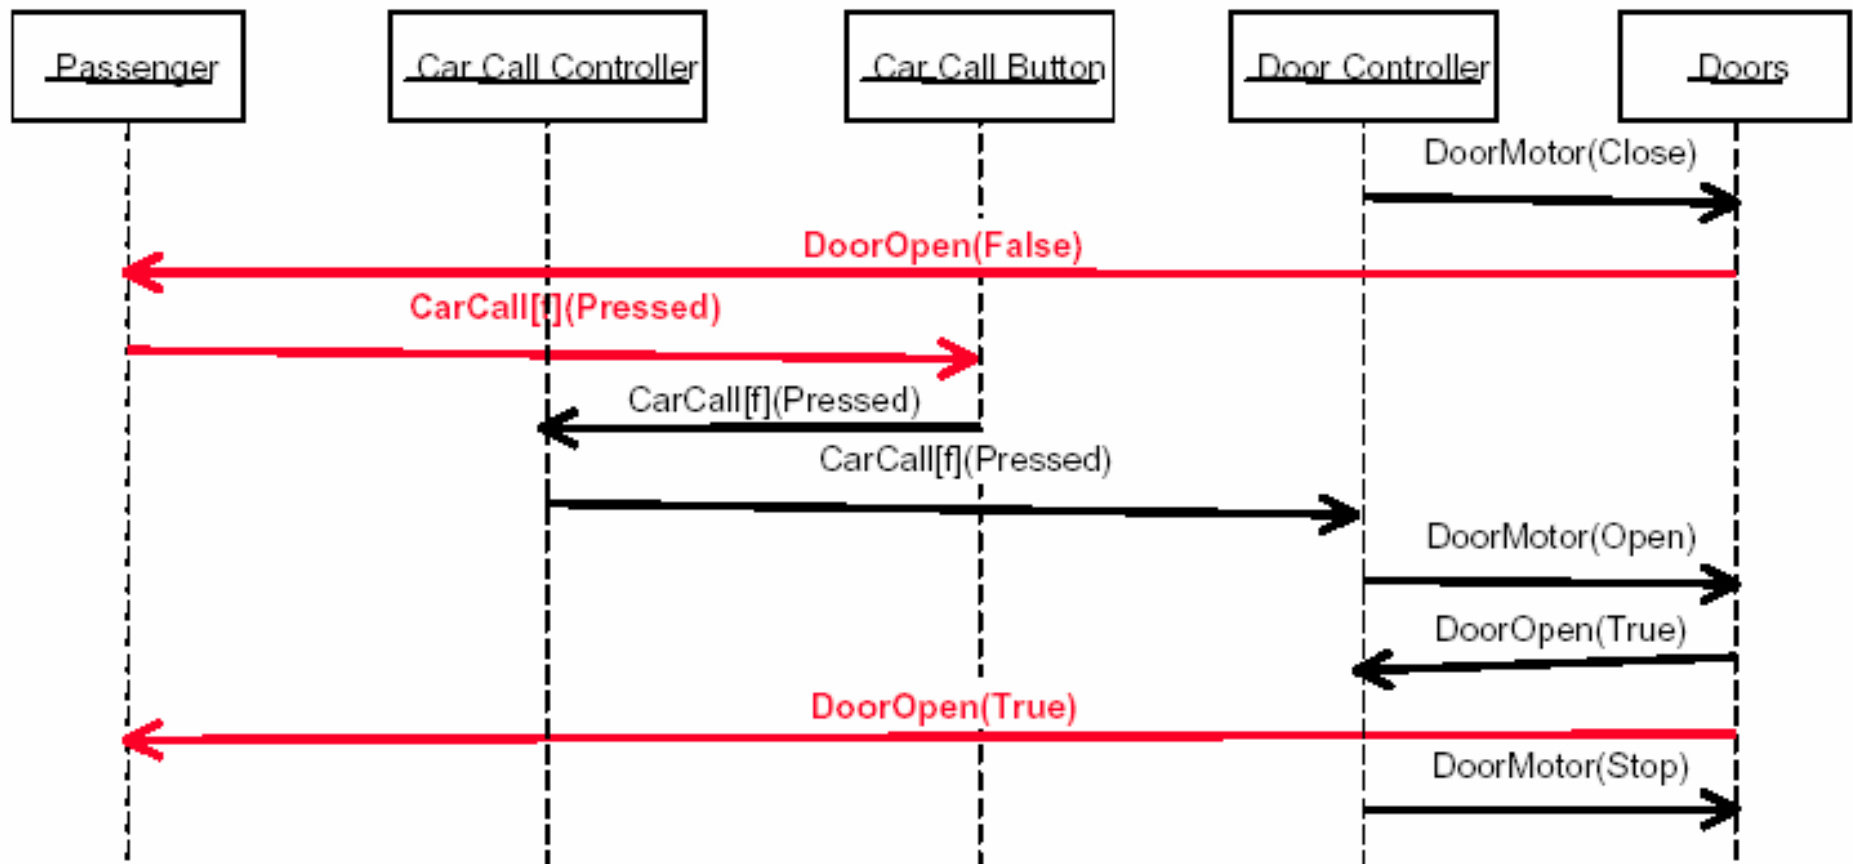 Passenger
Car Call Controller
Car Call Button
Door Controller
Doors
DoorMotor(Close)
DoorOpen(False)
CarCall[f](Pressed)
CarCall[f](Pressed)
CarCall[f](Pressed)
DoorMotor(Open)
DoorOpen(True)
DoorOpen(True)
DoorMotor(Stop)